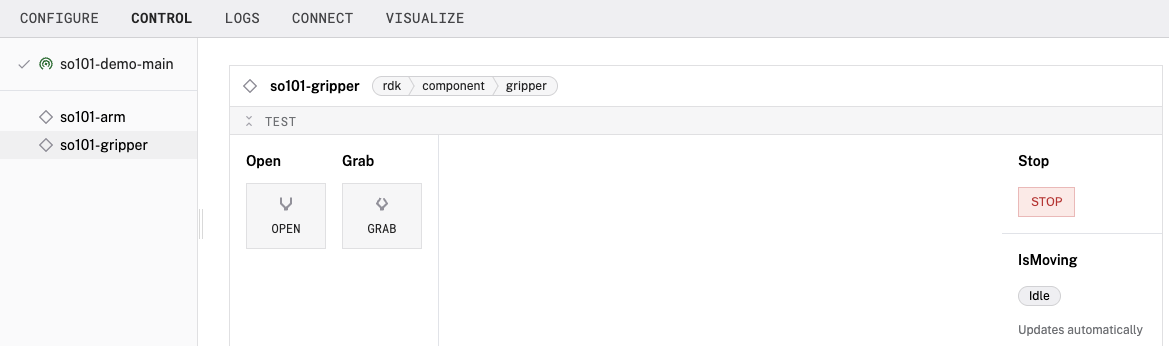 CONFIGURE CONTROL LOGS CONNECT VISUALIZE
so101-demo-main
so101-arm
so101-gripper
so101-gripper rdk component gripper
TEST
Open Grab
OPEN GRAB
Stop
STOP
IsMoving
Idle
Updates automatically